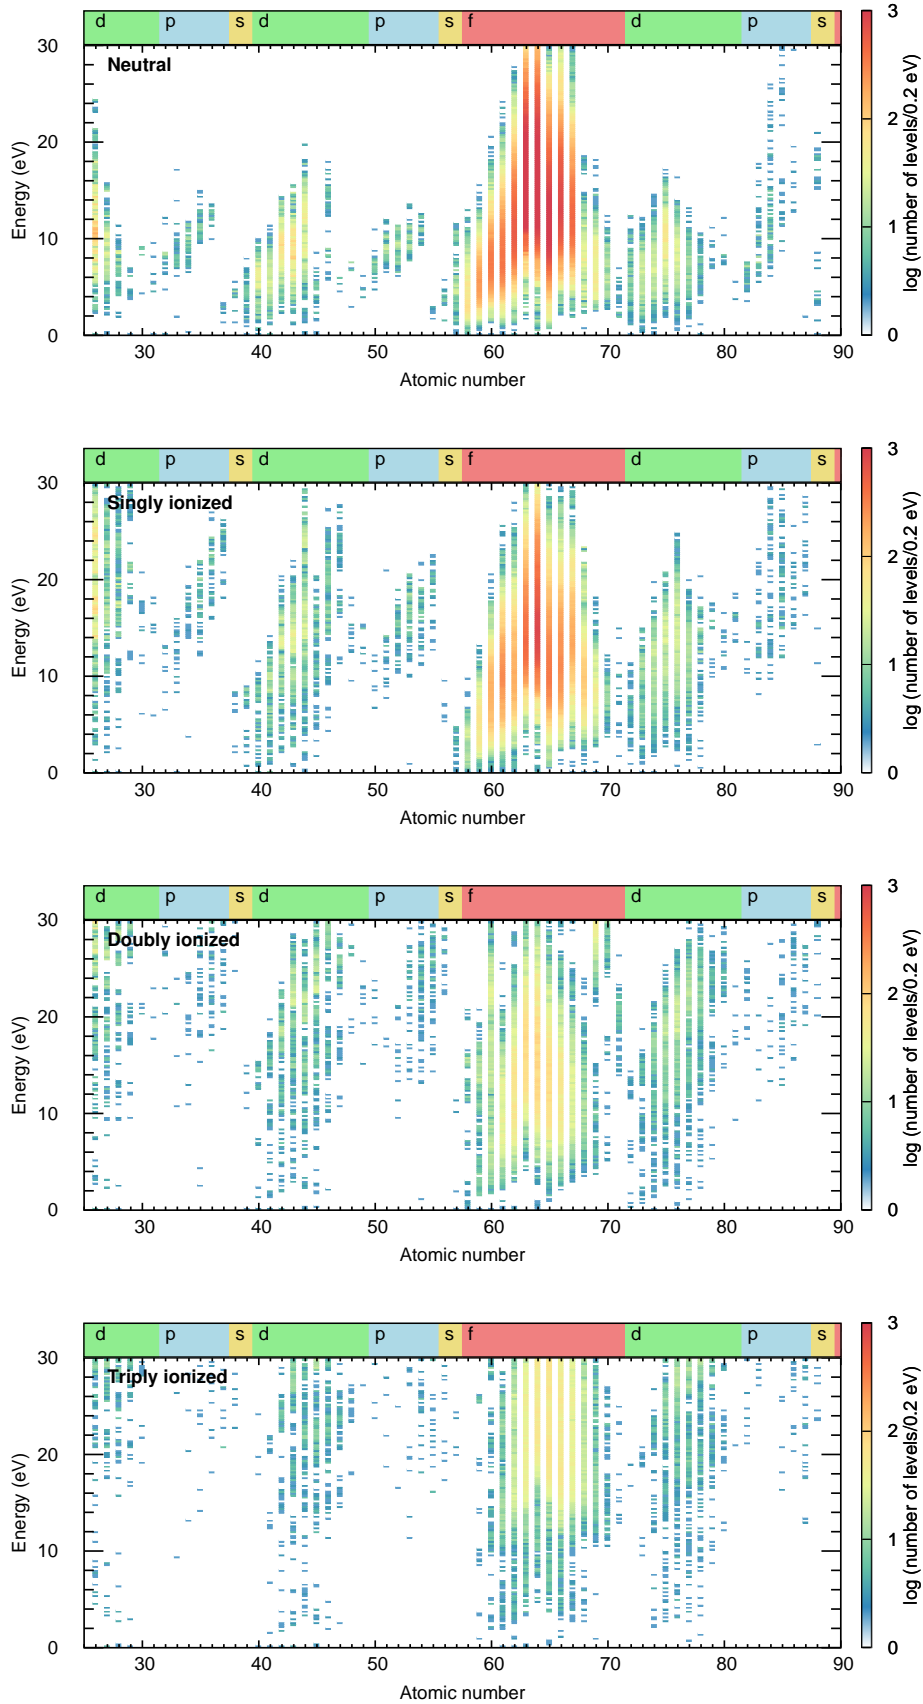 d p s d p s f d p s
30
20
10
0
Energy (eV)
Neutral
30 40 50 60 70 80 90
Atomic number
3
2
1
0
log (number of levels/0.2 eV)
d p s d p s f d p s
30
20
10
0
Energy (eV)
Singly ionized
30 40 50 60 70 80 90
Atomic number
3
2
1
0
log (number of levels/0.2 eV)
d p s d p s f d p s
30
20
10
0
Energy (eV)
Doubly ionized
30 40 50 60 70 80 90
Atomic number
3
2
1
0
log (number of levels/0.2 eV)
d p s d p s f d p s
30
20
10
0
Energy (eV)
Triply ionized
30 40 50 60 70 80 90
Atomic number
3
2
1
0
log (number of levels/0.2 eV)